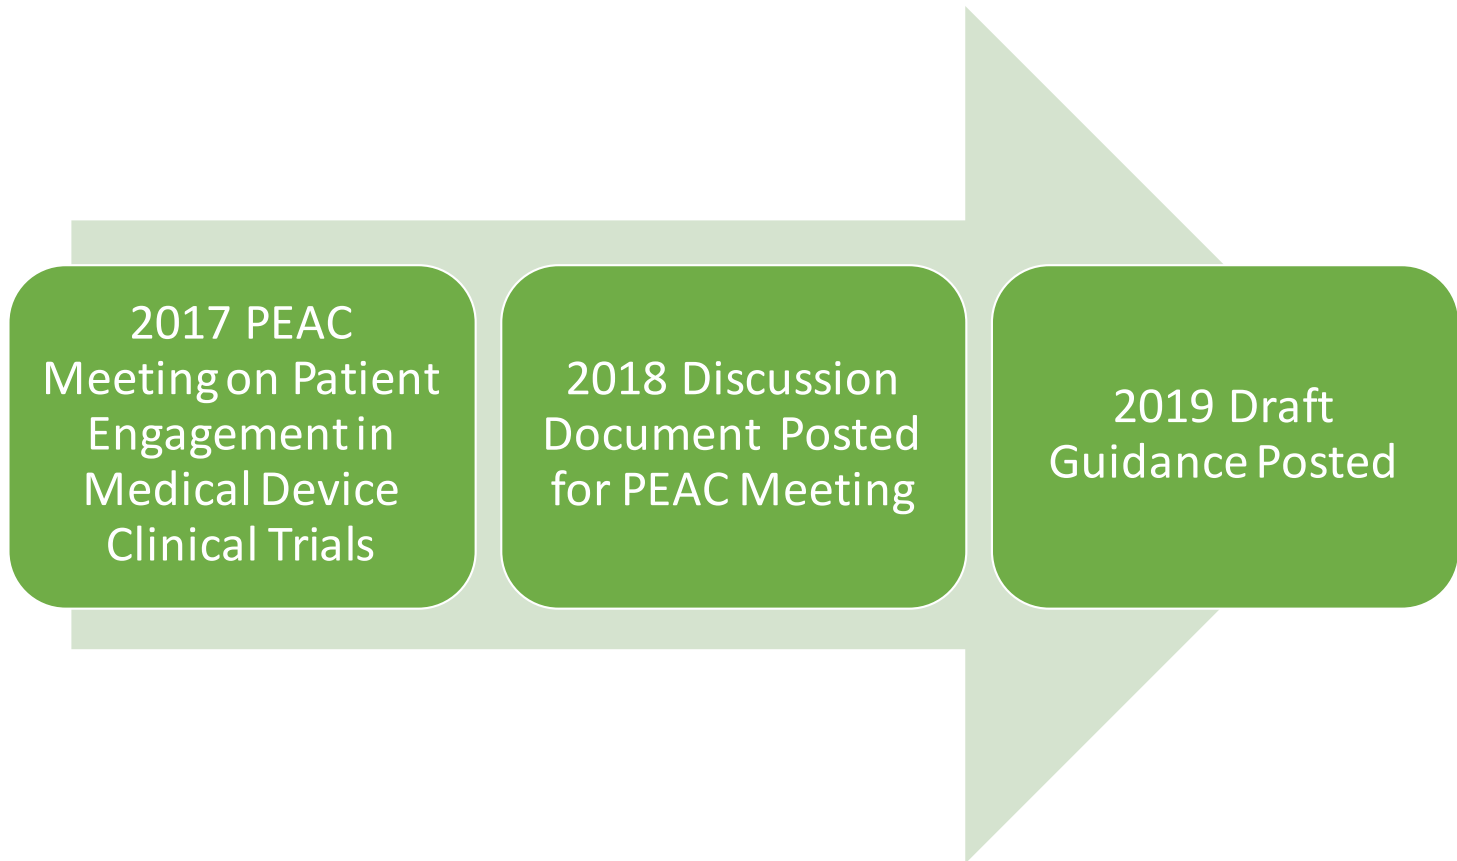 2017 PEAC
Meeting on Patient
Engagement in
Medical Device
Clinical Trials
2018 Discussion
Document Posted
for PEAC Meeting
2019 Draft
Guidance Posted